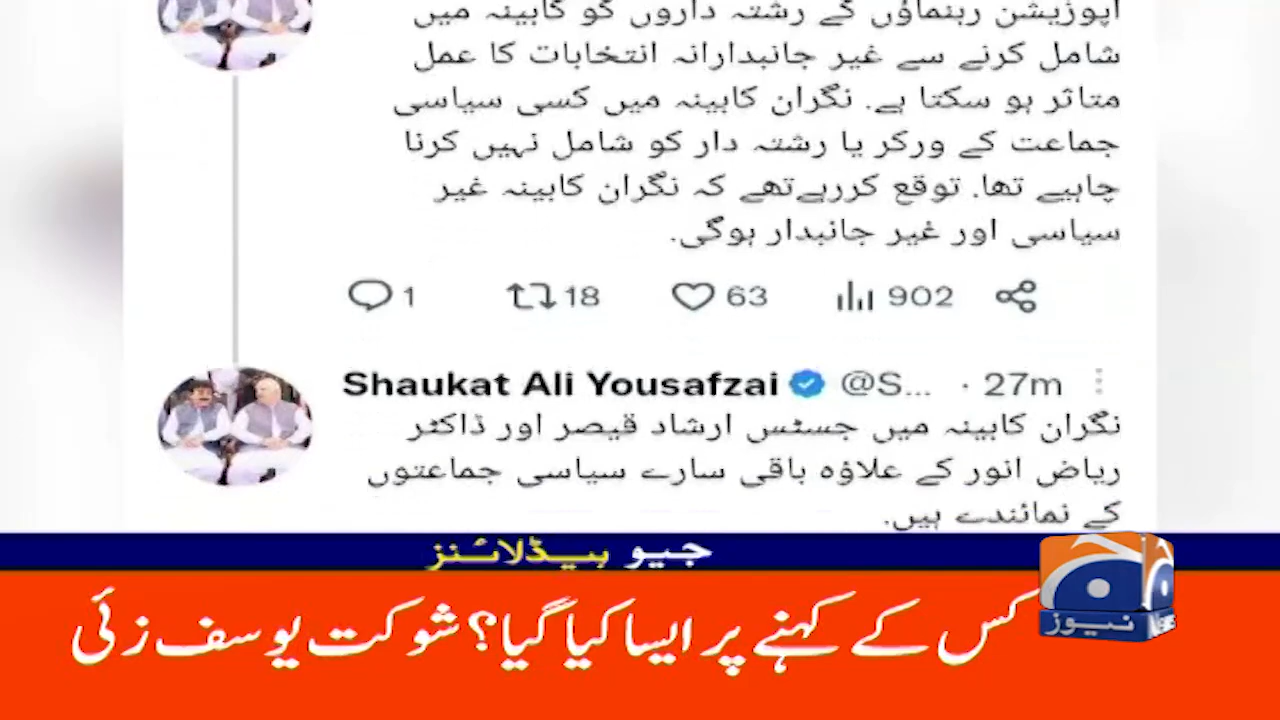 اپوزیشن رہنماؤں کے رشتہ داروں کو کابینہ میں
شامل کرنے سے غیر جانبدارانہ انتخابات کا عمل
متاثر ہو سکتا ہے. نگران کابینہ میں کسی سیاسی
جماعت کے ورکر یا رشتہ دار کو شامل نہیں کرنا
چاہیے تھا. توقع کررہےتھے کہ نگران کابینہ غیر
سیاسی اور غیر جانبدار ہوگی.
1 18 63 902
Shaukat Ali Yousafzai @S... · 27m
نگران کابینہ میں جسٹس ارشاد قیصر اور ڈاکٹر
ریاض انور کے علاؤہ باقی سارے سیاسی جماعتوں
کے نمائندے ہیں.
جیو ہیڈلائنز
کس کے کہنے پر ایسا کیا گیا؟ شوکت یوسف زئی
نیوز News